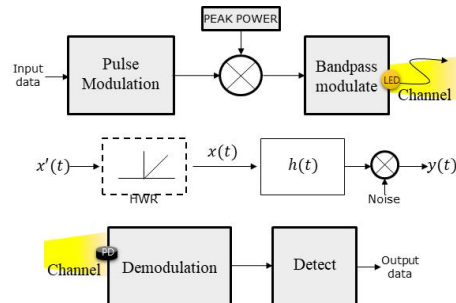 PEAK POWER
Input
data
Pulse
Modulation
Bandpass
modulate
LED
Channel
x'(t)
HWR
x(t)
h(t)
y(t)
Noise
PD
Channel
Demodulation
Detect
Output
data